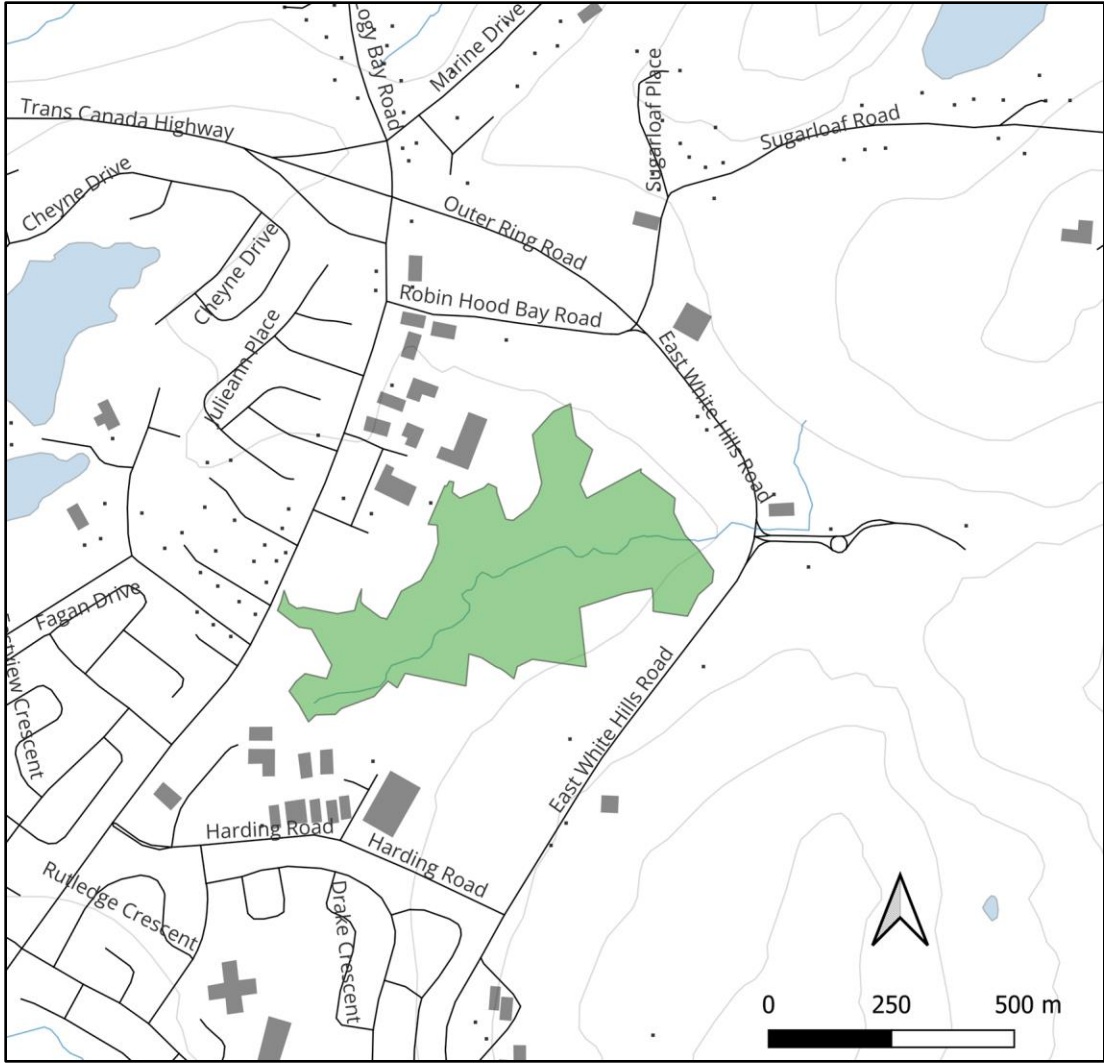 Logy Bay Road
Marine Drive
Trans Canada Highway
Sugarloaf Place
Sugarloaf Road
Cheyne Drive
Outer Ring Road
Cheyne Drive
Robin Hood Bay Road
Julieann Place
East White Hills Road
Fagan Drive
Eastview Crescent
East White Hills Road
Harding Road
Harding Road
Rutledge Crescent
Drake Crescent
0 250 500 m